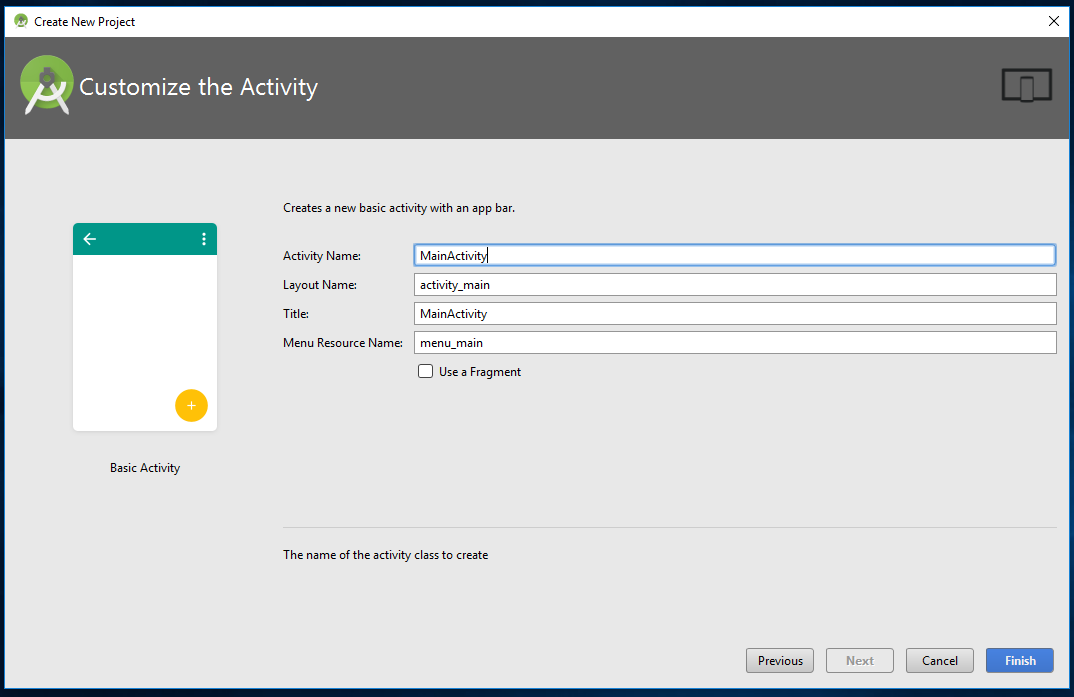 Create New Project
Customize the Activity
Creates a new basic activity with an app bar.
Activity Name: MainActivity
Layout Name: activity_main
Title: MainActivity
Menu Resource Name: menu_main
Use a Fragment
Basic Activity
The name of the activity class to create
Previous Next Cancel Finish